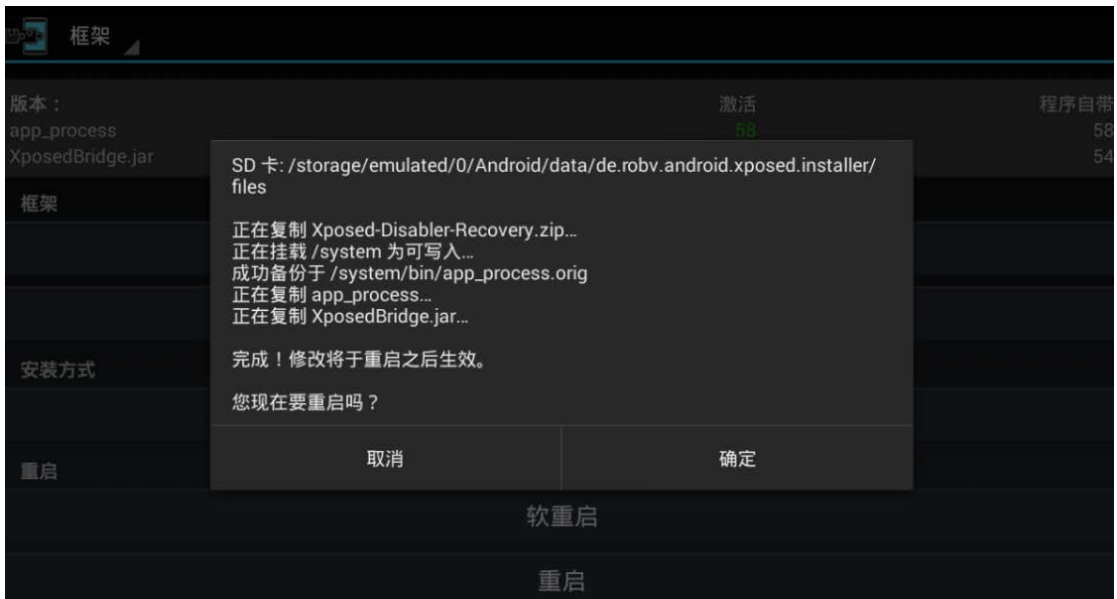 框架
版本：
激活
程序自带
app_process
58
58
XposedBridge.jar
54
SD 卡: /storage/emulated/0/Android/data/de.robv.android.xposed.installer/
files
正在复制 Xposed-Disabler-Recovery.zip...
正在挂载 /system 为可写入...
成功备份于 /system/bin/app_process.orig
正在复制 app_process...
正在复制 XposedBridge.jar...
完成！修改将于重启之后生效。
您现在要重启吗？
取消
确定
框架
安装方式
重启
软重启
重启